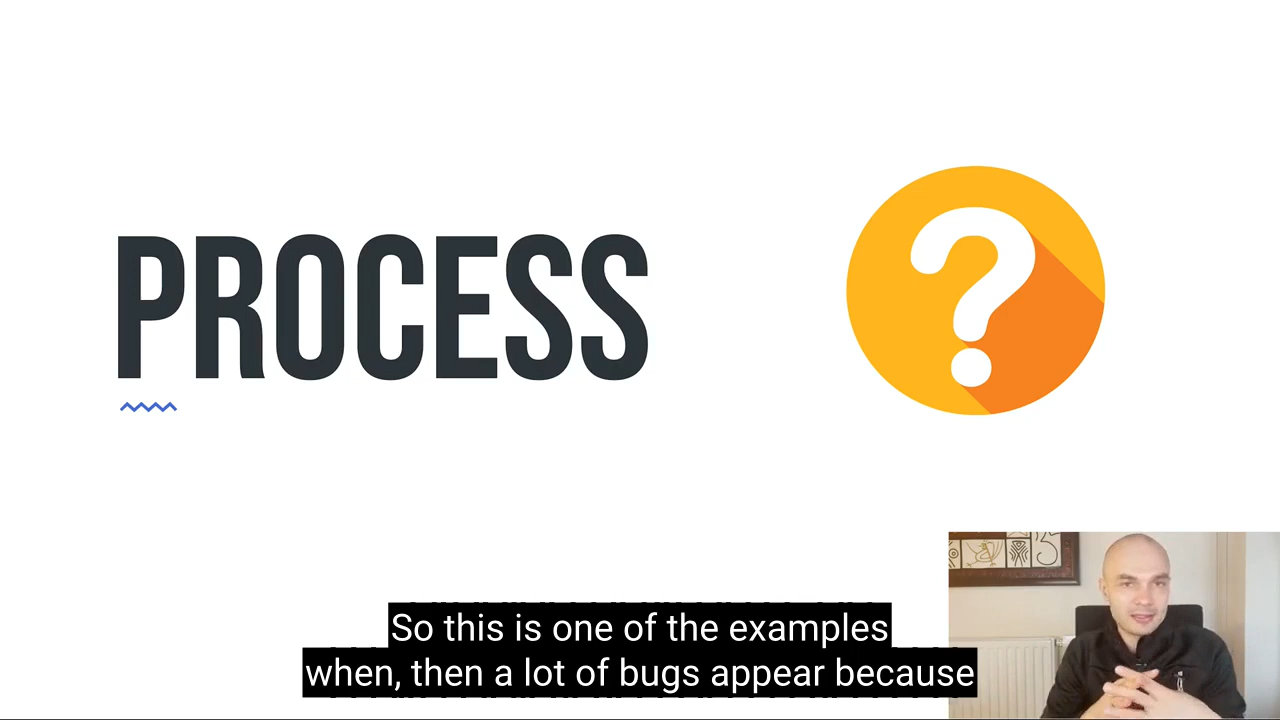 PROCESS
?
So this is one of the examples
when, then a lot of bugs appear because